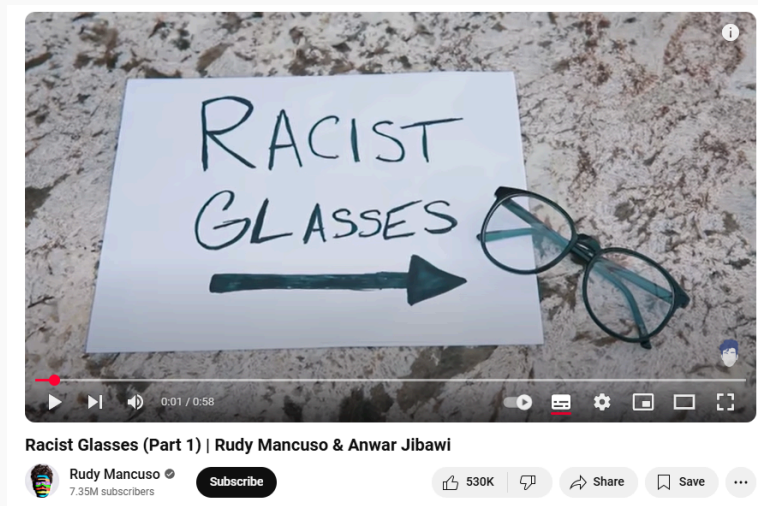 RACIST
GLASSES
0:01 / 0:58
Racist Glasses (Part 1) | Rudy Mancuso & Anwar Jibawi
Rudy Mancuso
7.35M subscribers
Subscribe
530K
Share
Save